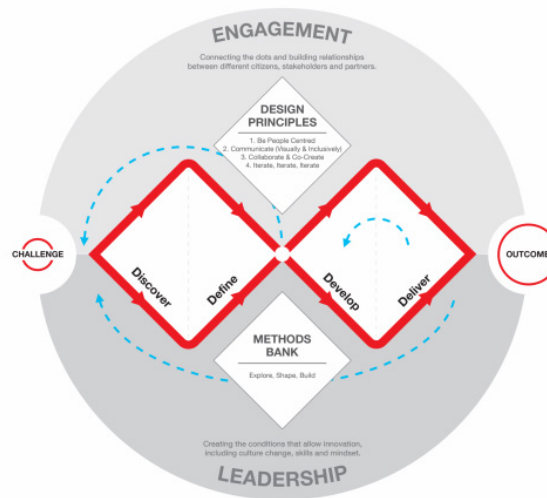 ENGAGEMENT
Connecting the dots and building relationships
between different citizens, stakeholders and partners.
DESIGN
PRINCIPLES
1. Be People Centred
2. Communicate (Visually & Inclusively)
3. Collaborate & Co-Create
4. Iterate, Iterate, Iterate
CHALLENGE
OUTCOME
Discover
Define
Develop
Deliver
METHODS
BANK
Explore, Shape, Build
Creating the conditions that allow innovation,
including culture change, skills and mindset.
LEADERSHIP